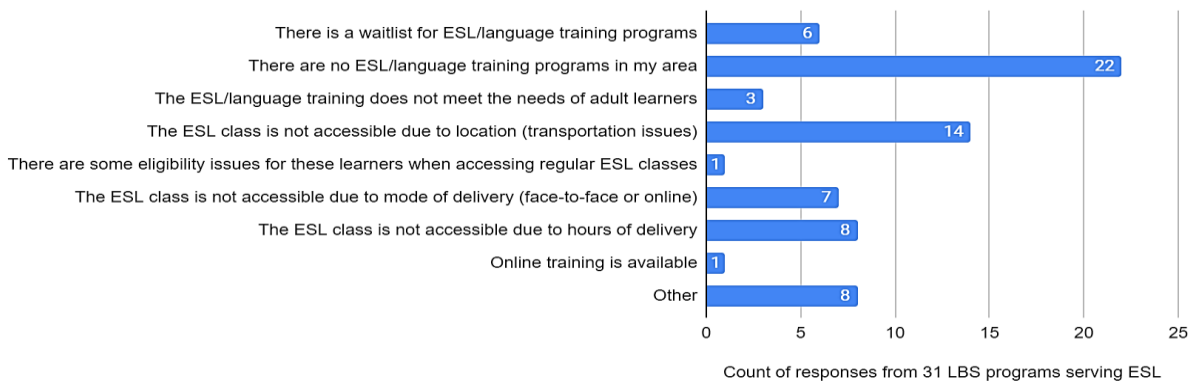 There is a waitlist for ESL/language training programs 6
There are no ESL/language training programs in my area 22
The ESL/language training does not meet the needs of adult learners 3
The ESL class is not accessible due to location (transportation issues) 14
There are some eligibility issues for these learners when accessing regular ESL classes 1
The ESL class is not accessible due to mode of delivery (face-to-face or online) 7
The ESL class is not accessible due to hours of delivery 8
Online training is available 1
Other 8
0 5 10 15 20 25
Count of responses from 31 LBS programs serving ESL